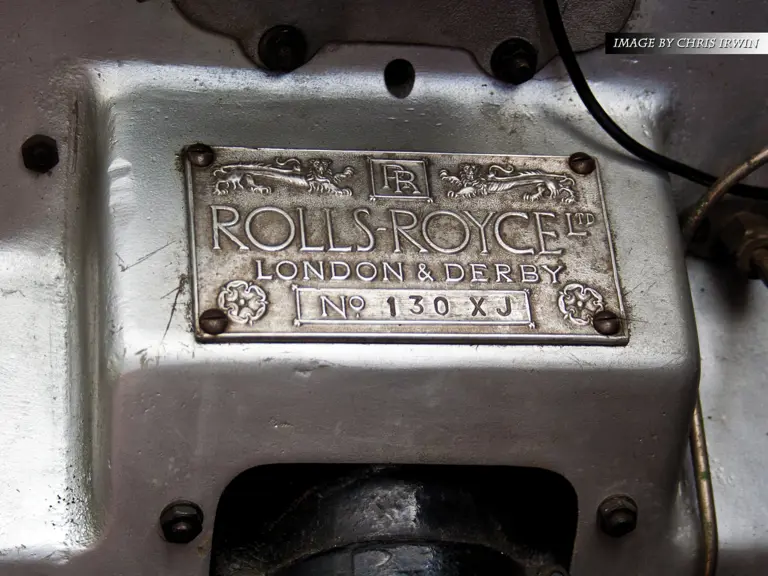 IMAGE BY CHRIS IRWIN
RR
ROLLS-ROYCE LTD
LONDON & DERBY
No 130 XJ